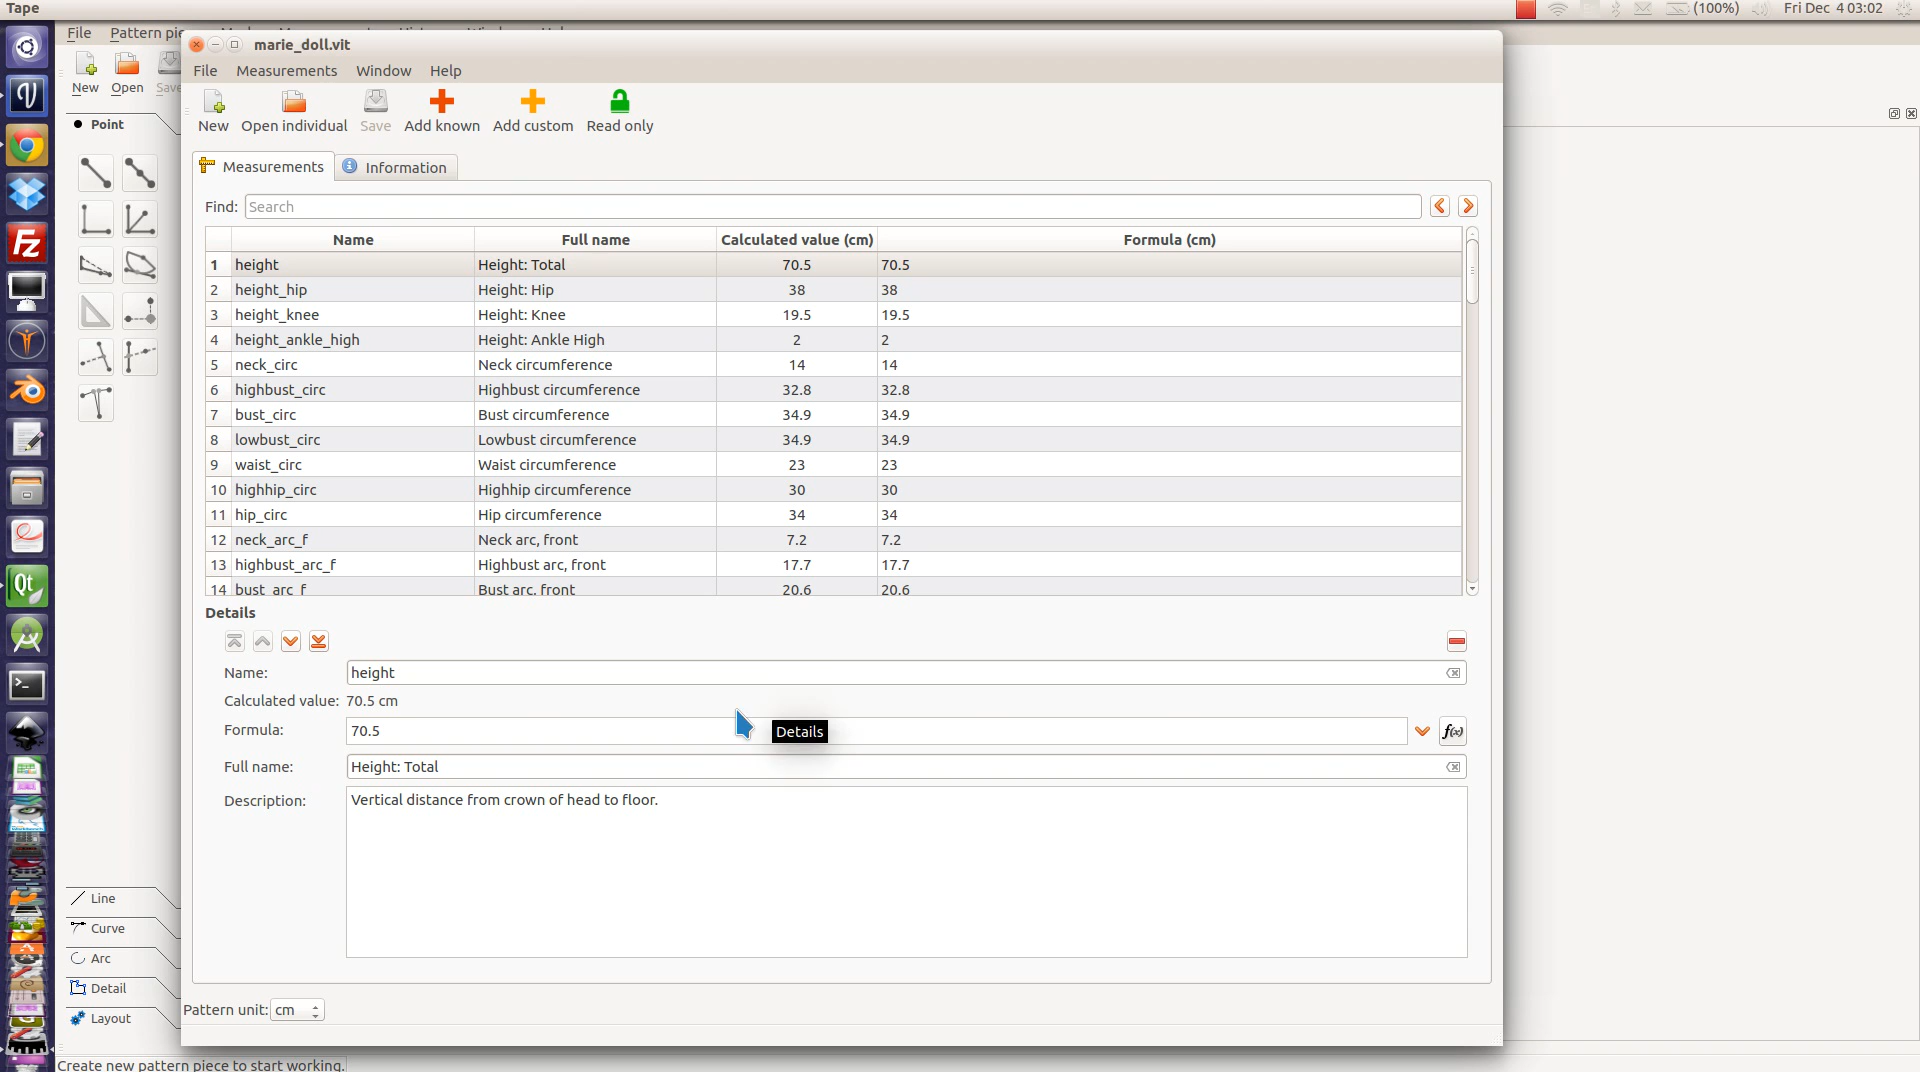 Tape
(100%) Fri Dec 4 03:02
File Pattern pie
New Open Save
Point
Line
Curve
Arc
Detail
Layout
Create new pattern piece to start working.
marie_doll.vit
File Measurements Window Help
New Open individual Save Add known Add custom Read only
Measurements Information
Find: Search
Name Full name Calculated value (cm) Formula (cm)
1 height Height: Total 70.5 70.5
2 height_hip Height: Hip 38 38
3 height_knee Height: Knee 19.5 19.5
4 height_ankle_high Height: Ankle High 2 2
5 neck_circ Neck circumference 14 14
6 highbust_circ Highbust circumference 32.8 32.8
7 bust_circ Bust circumference 34.9 34.9
8 lowbust_circ Lowbust circumference 34.9 34.9
9 waist_circ Waist circumference 23 23
10 highhip_circ Highhip circumference 30 30
11 hip_circ Hip circumference 34 34
12 neck_arc_f Neck arc, front 7.2 7.2
13 highbust_arc_f Highbust arc, front 17.7 17.7
14 bust_arc_f Bust arc, front 20.6 20.6
Details
Name: height
Calculated value: 70.5 cm
Formula: 70.5 f(x)
Details
Full name: Height: Total
Description: Vertical distance from crown of head to floor.
Pattern unit: cm